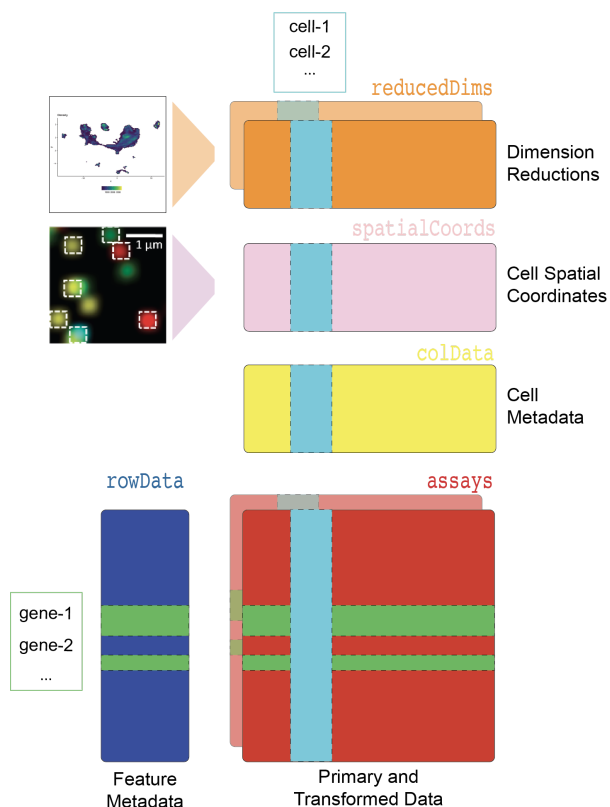 cell-1
cell-2
...
reducedDims
Dimension
Reductions
spatialCoords
1 μm
Cell Spatial
Coordinates
colData
Cell
Metadata
rowData
assays
gene-1
gene-2
...
Feature
Metadata
Primary and
Transformed Data